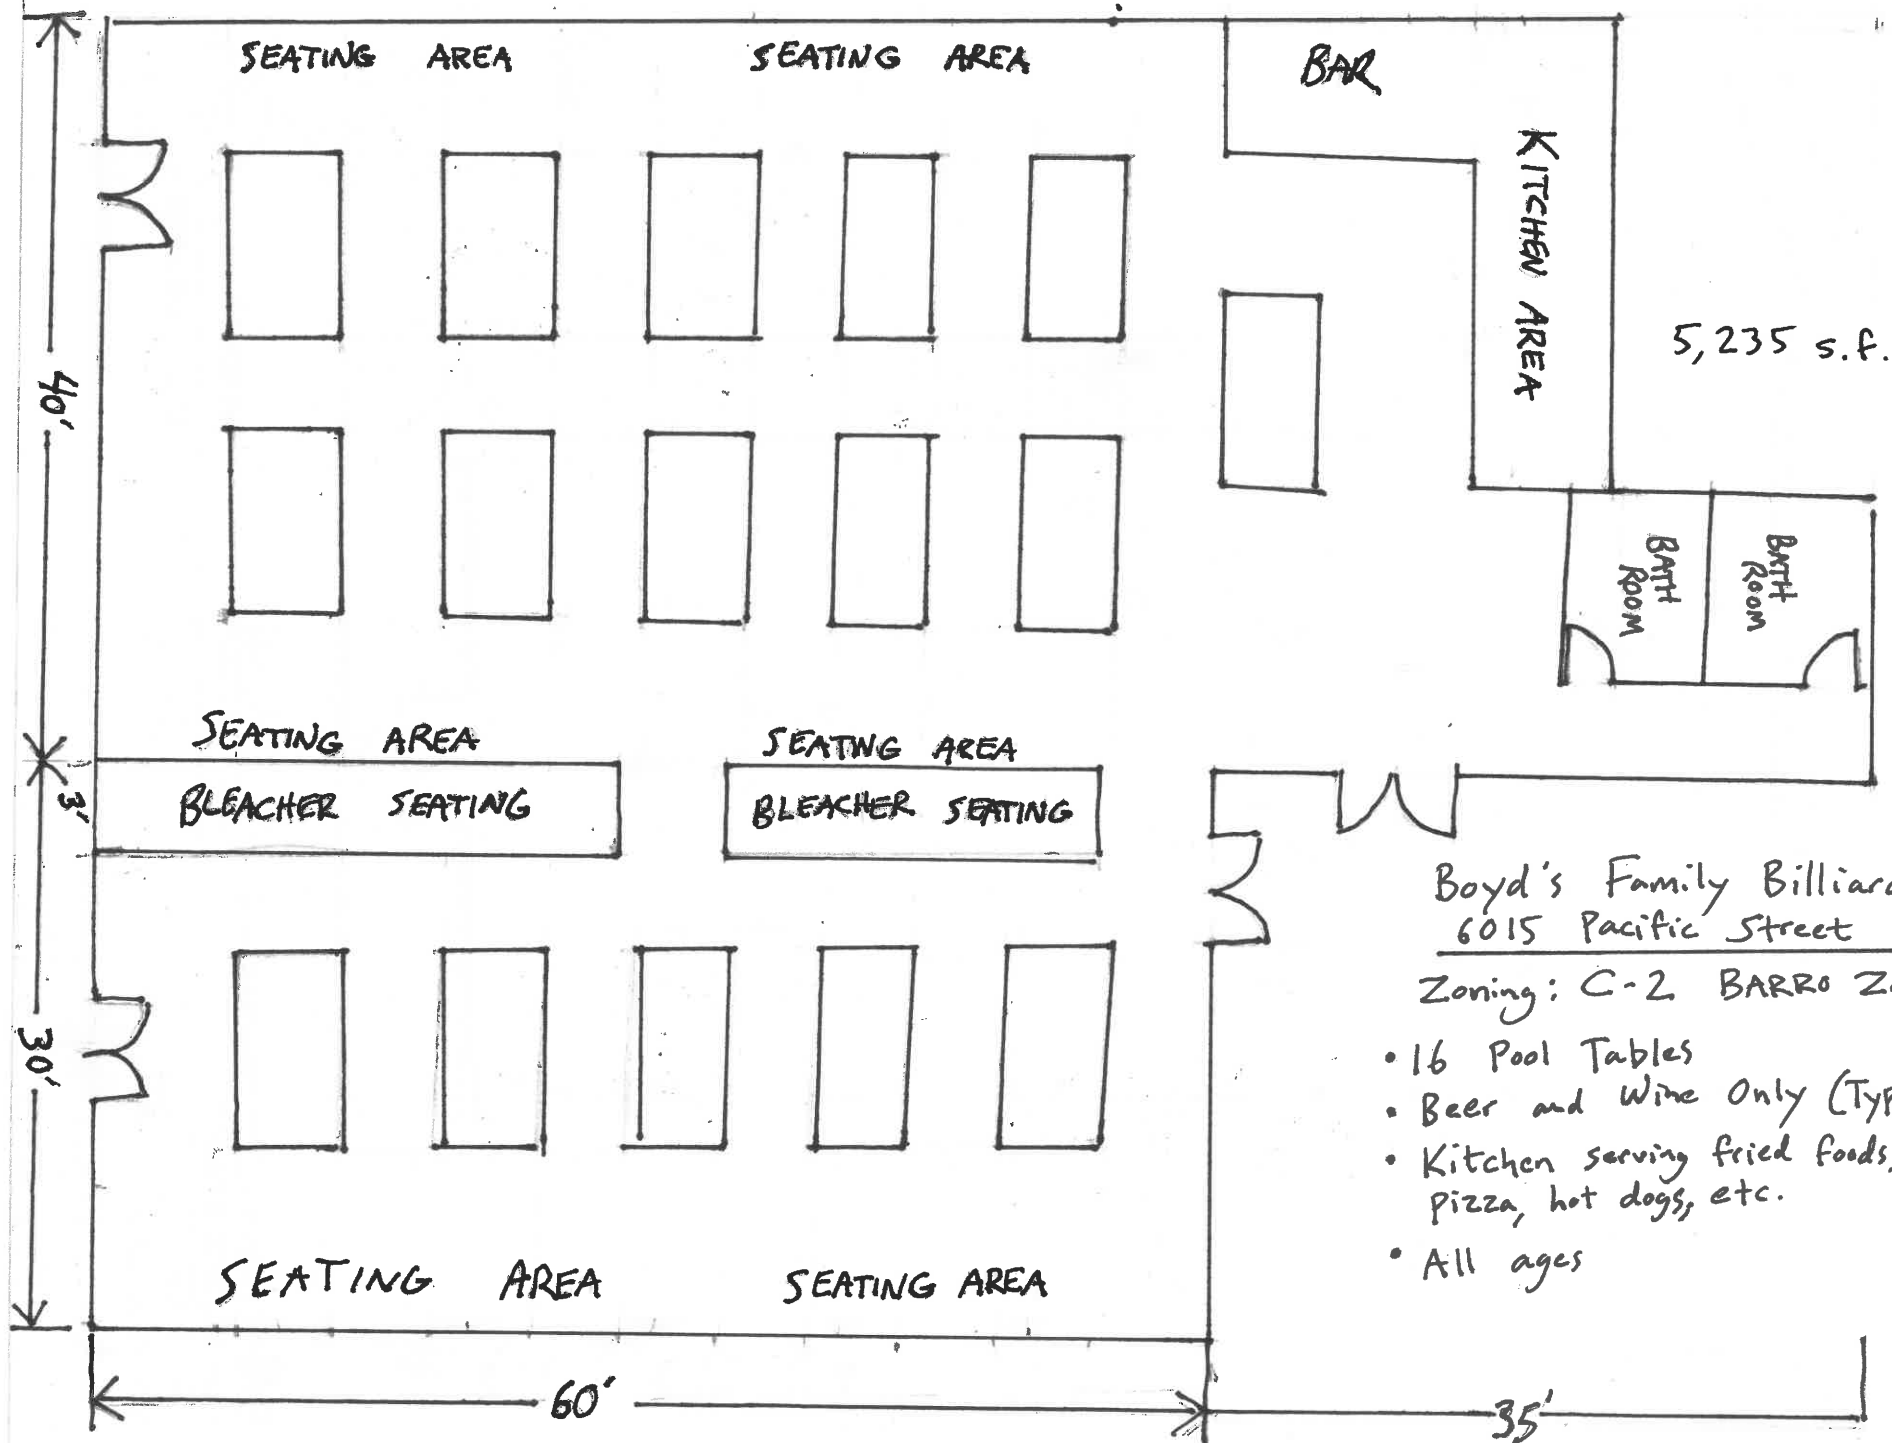 SEATING AREA
SEATING AREA
BAR
KITCHEN AREA
5,235 s.f.
40'
BATH
ROOM
BATH
ROOM
SEATING AREA
SEATING AREA
3'
BLEACHER SEATING
BLEACHER SEATING
Boyd's Family Billiard
6015 Pacific Street
Zoning: C-2 BARRO Z
• 16 Pool Tables
• Beer and Wine Only (Typ
• Kitchen serving fried foods,
pizza, hot dogs, etc.
• All ages
30'
SEATING AREA
SEATING AREA
60'
35'